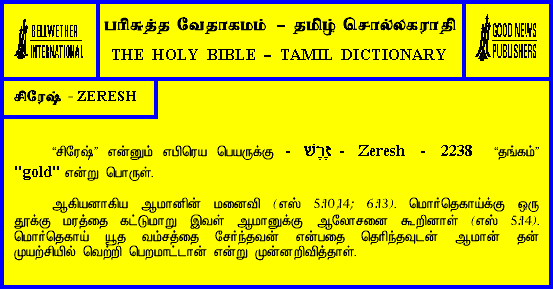 BELLWETHER
INTERNATIONAL
பரிசுத்த வேதாகமம் – தமிழ் சொல்லகராதி
THE HOLY BIBLE – TAMIL DICTIONARY
GOOD NEWS
PUBLISHERS
சிரேஷ் - ZERESH
“சிரேஷ்” என்னும் எபிரெய பெயருக்கு - זֶרֶשׁ - Zeresh - 2238 “தங்கம்”
"gold" என்று பொருள்.
ஆகியனாகிய ஆமானின் மனைவி (எஸ் 5:10,14; 6:13). மொர்தெகாய்க்கு ஒரு
தூக்கு மரத்தை கட்டுமாறு இவள் ஆமானுக்கு ஆலோசனை கூறினாள் (எஸ் 5:14).
மொர்தெகாய் யூத வம்சத்தை சேர்ந்தவன் என்பதை தெரிந்தவுடன் ஆமான் தன்
முயற்சியில் வெற்றி பெறமாட்டான் என்று முன்னறிவித்தாள்.